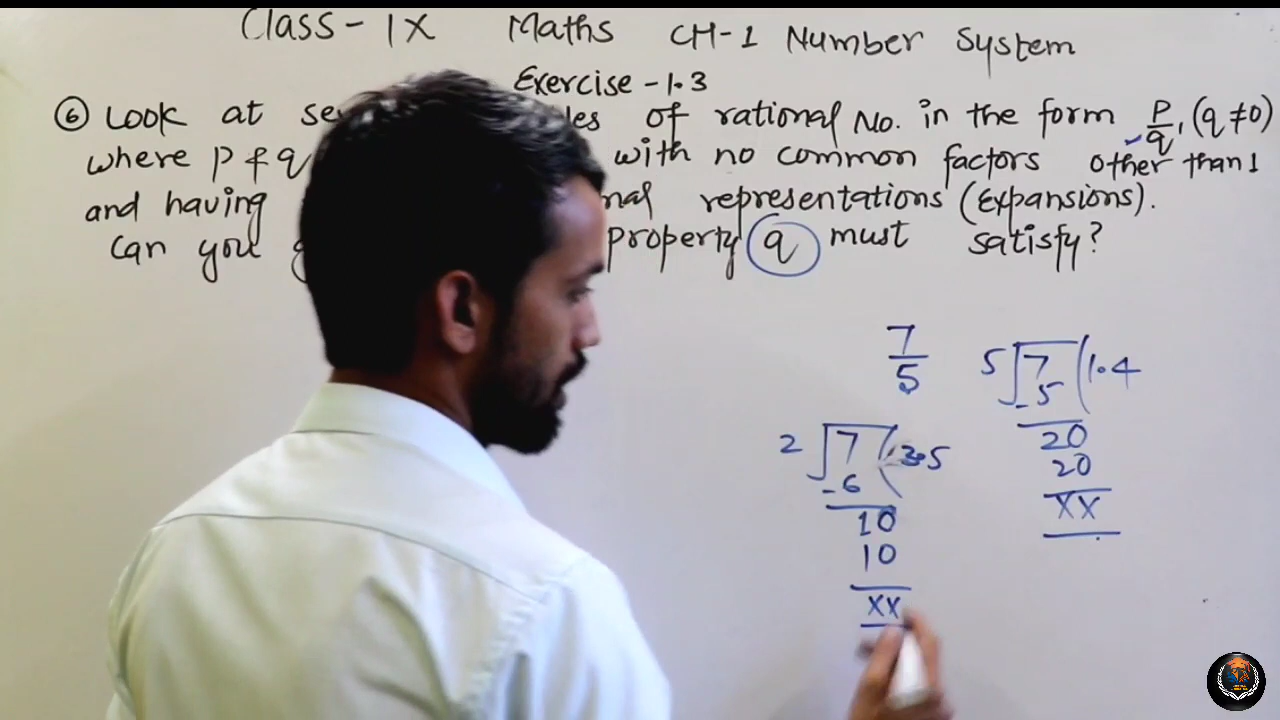 Class - IX Maths CH-1 Number System
Exercise - 1.3
⑥ Look at of rational No. in the form p/q, (q ≠ 0)
where p & q with no common factors other than 1
and having representations (Expansions).
Can you property q must satisfy?
7/5
5 7 1.4
- 5
20
20
XX
2 7 3.5
- 6
10
10
XX